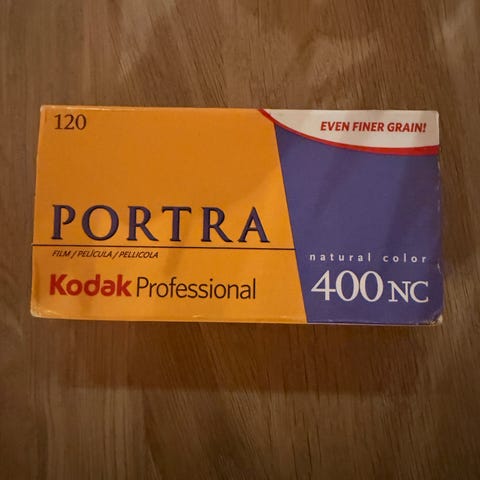 120
EVEN FINER GRAIN!
PORTRA
FILM / PELÍCULA / PELLICOLA
natural color
Kodak Professional
400 NC